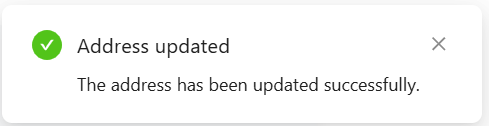 Address updated
The address has been updated successfully.